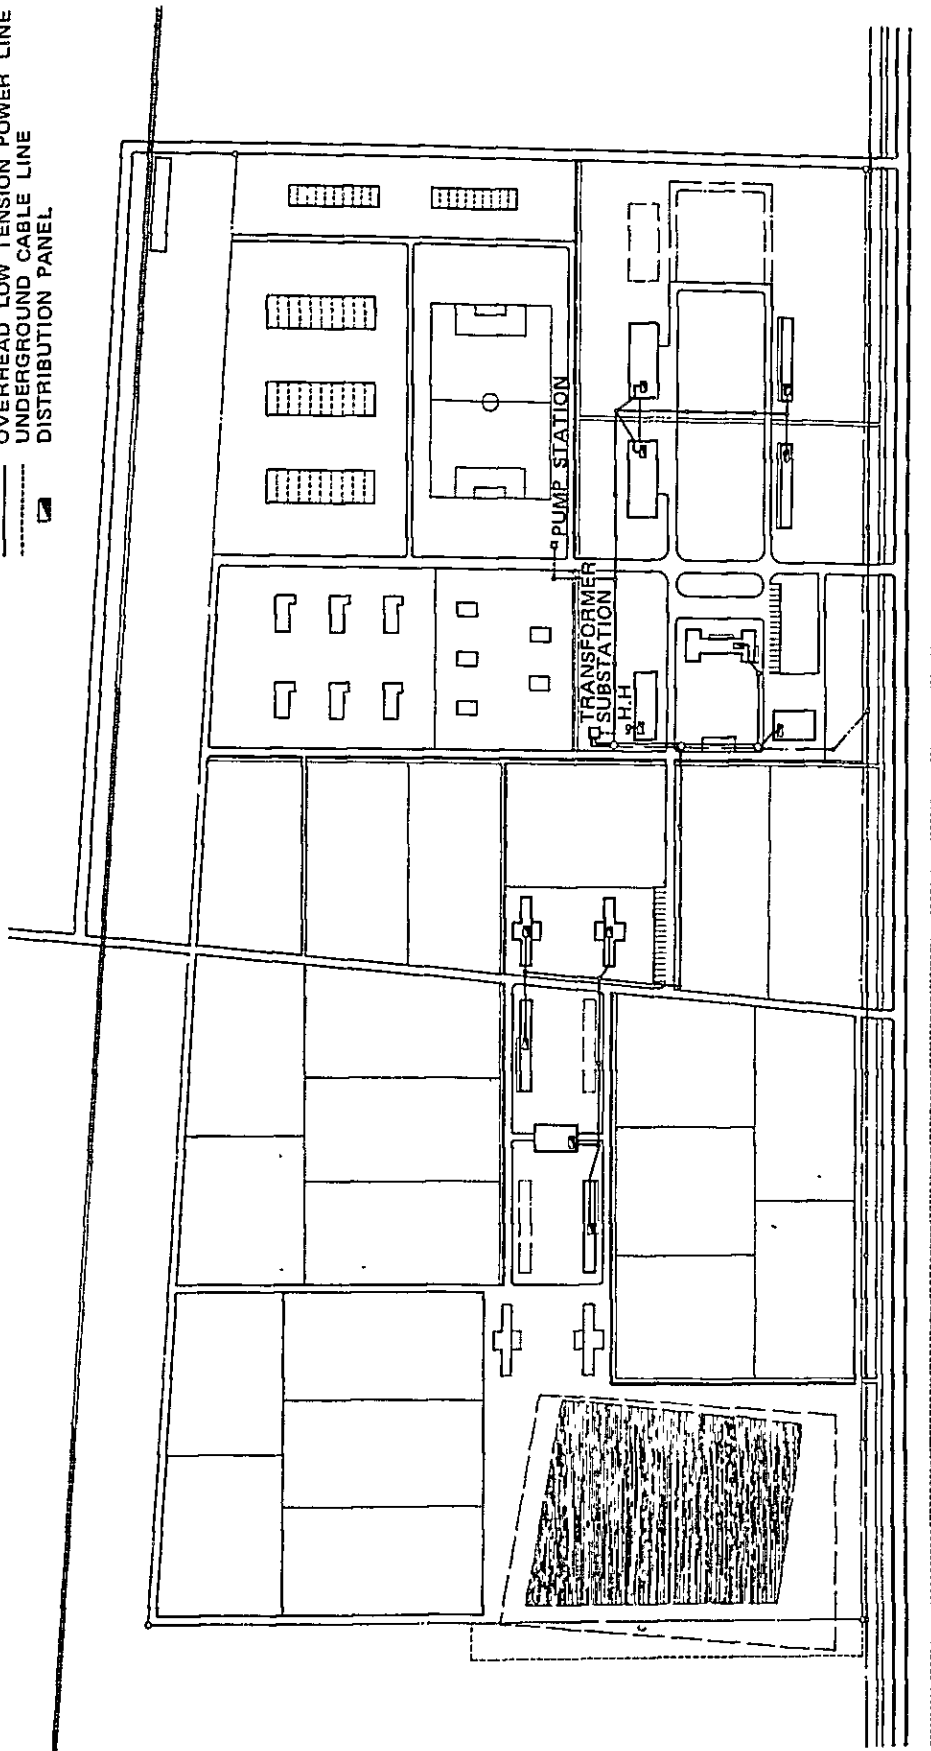 OVERHEAD LOW TENSION POWER LINE
UNDERGROUND CABLE LINE
DISTRIBUTION PANEL
PUMP STATION
TRANSFORMER
SUBSTATION
H.H